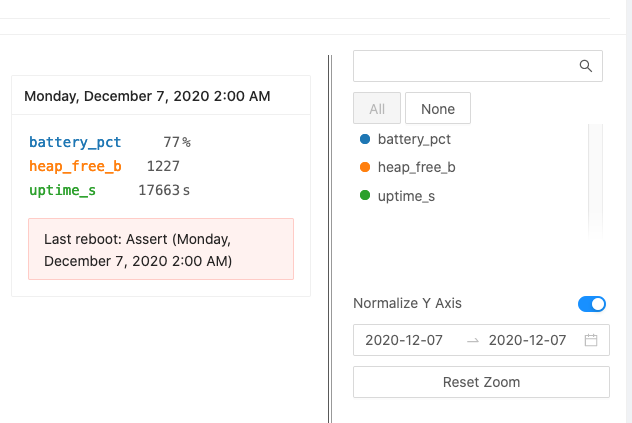 Monday, December 7, 2020 2:00 AM
battery_pct 77%
heap_free_b 1227
uptime_s 17663s
Last reboot: Assert (Monday,
December 7, 2020 2:00 AM)
All None
battery_pct
heap_free_b
uptime_s
Normalize Y Axis
2020-12-07 → 2020-12-07
Reset Zoom